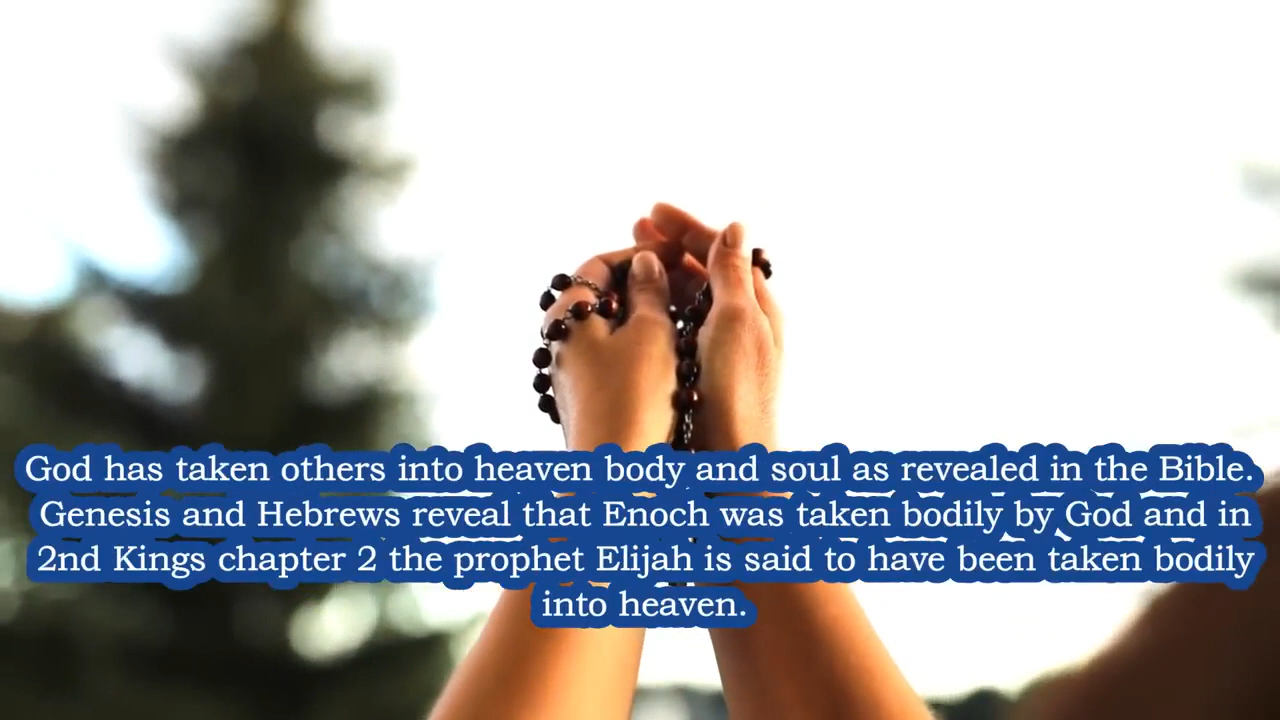 God has taken others into heaven body and soul as revealed in the Bible.
Genesis and Hebrews reveal that Enoch was taken bodily by God and in
2nd Kings chapter 2 the prophet Elijah is said to have been taken bodily
into heaven.